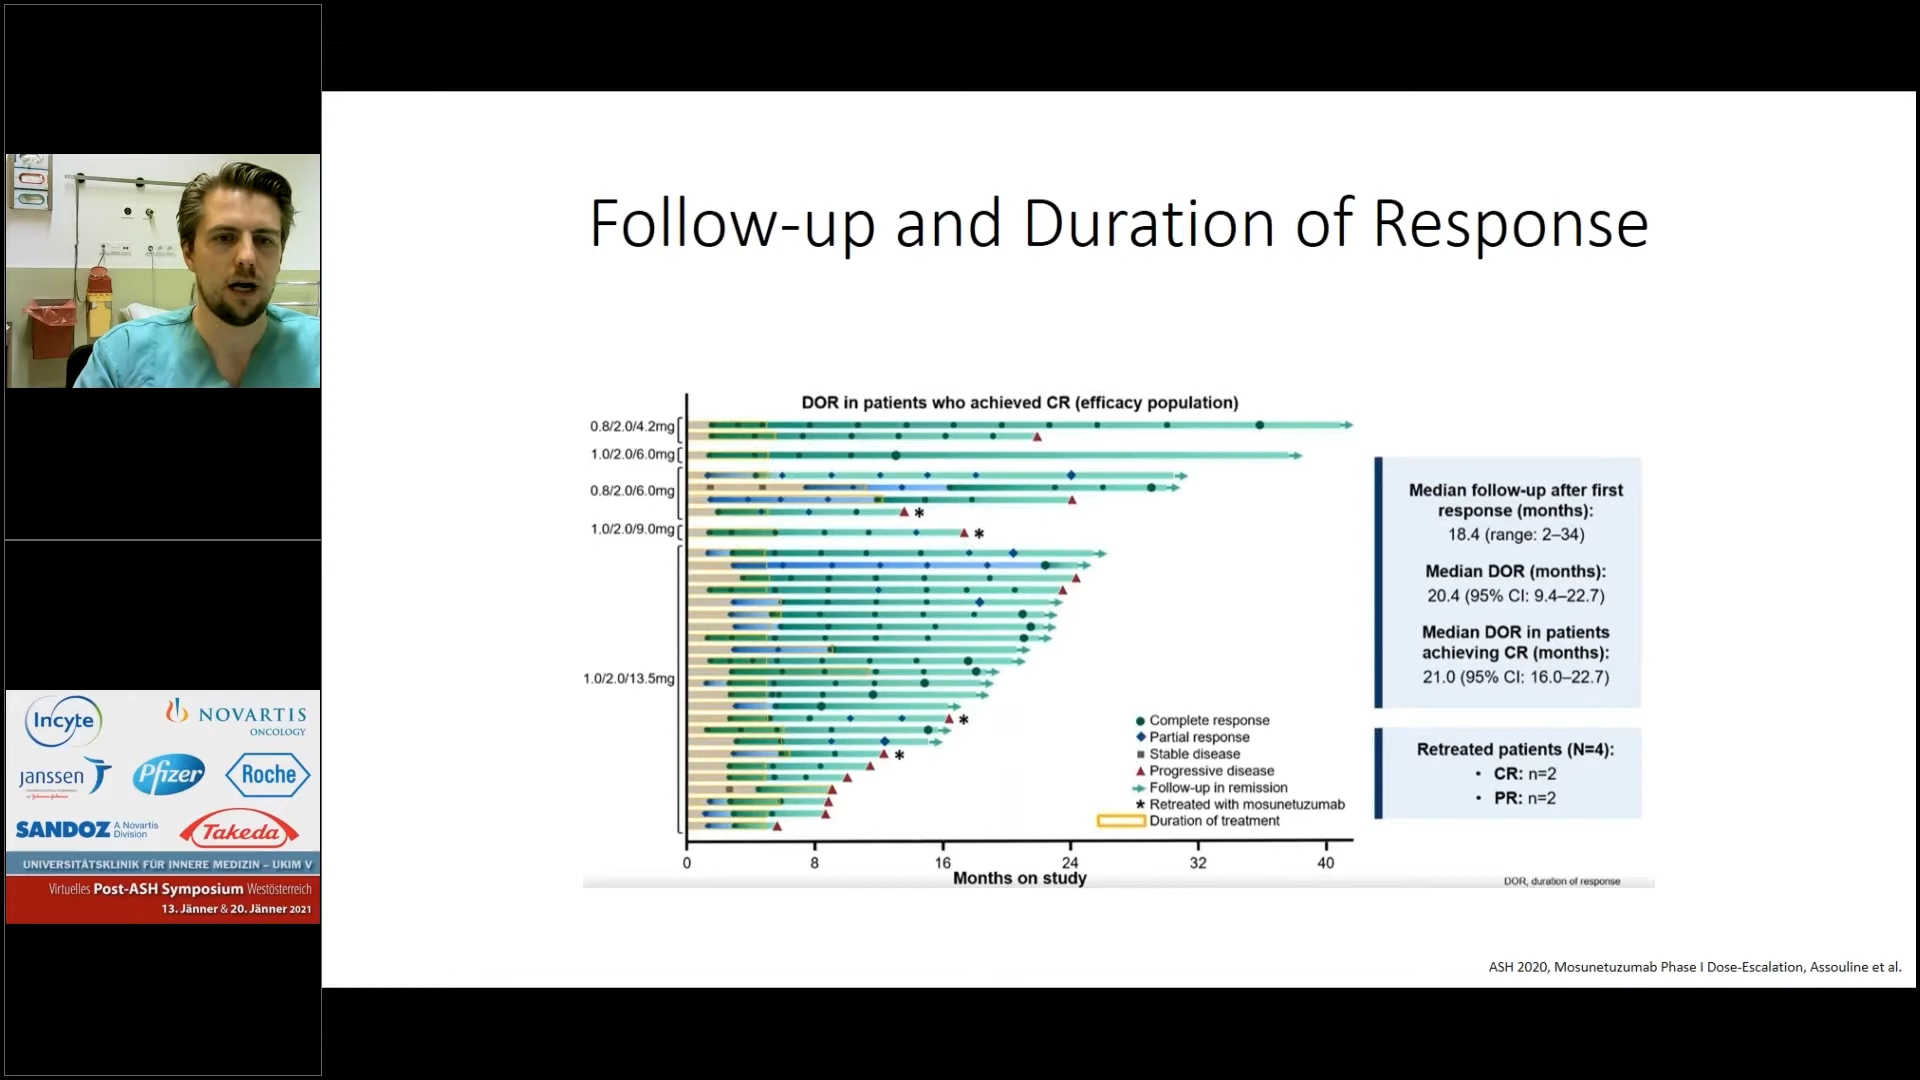 Follow-up and Duration of Response
DOR in patients who achieved CR (efficacy population)
0.8/2.0/4.2mg
1.0/2.0/6.0mg
0.8/2.0/6.0mg
1.0/2.0/9.0mg
1.0/2.0/13.5mg
Complete response
Partial response
Stable disease
Progressive disease
Follow-up in remission
* Retreated with mosunetuzumab
Duration of treatment
0 8 16 24 32 40
Months on study
Median follow-up after first
response (months):
18.4 (range: 2–34)
Median DOR (months):
20.4 (95% CI: 9.4–22.7)
Median DOR in patients
achieving CR (months):
21.0 (95% CI: 16.0–22.7)
Retreated patients (N=4):
• CR: n=2
• PR: n=2
DOR, duration of response
ASH 2020, Mosunetuzumab Phase I Dose-Escalation, Assouline et al.
Incyte
NOVARTIS
ONCOLOGY
janssen
Pfizer
Roche
SANDOZ A Novartis
Division
Takeda
UNIVERSITÄTSKLINIK FÜR INNERE MEDIZIN – UKIM V
Virtuelles Post-ASH Symposium Westösterreich
13. Jänner & 20. Jänner 2021